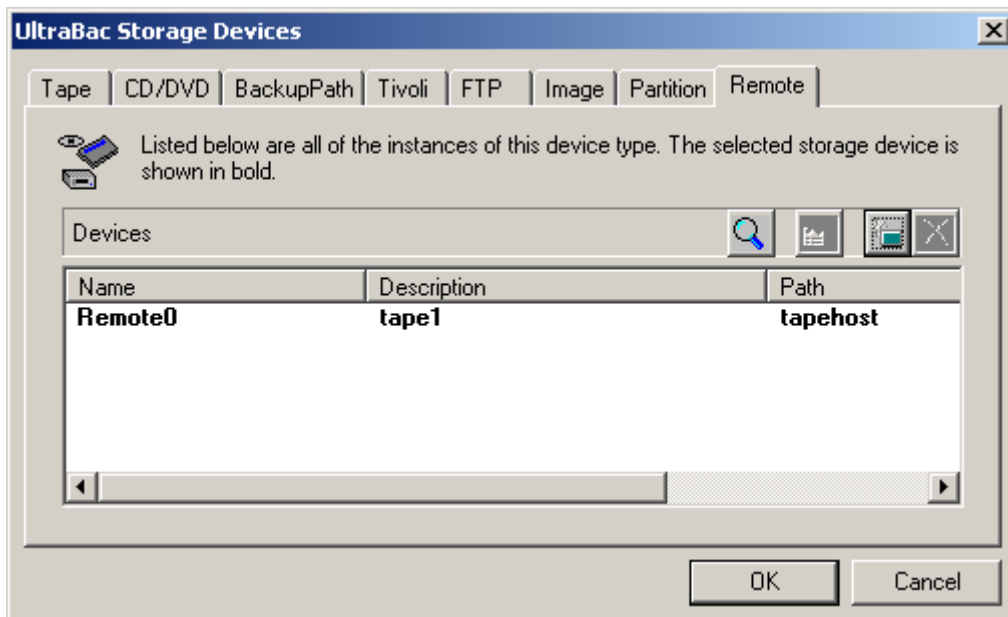 UltraBac Storage Devices
Tape CD/DVD BackupPath Tivoli FTP Image Partition Remote
Listed below are all of the instances of this device type. The selected storage device is
shown in bold.
Devices
Name Description Path
Remote0 tape1 tapehost
OK Cancel